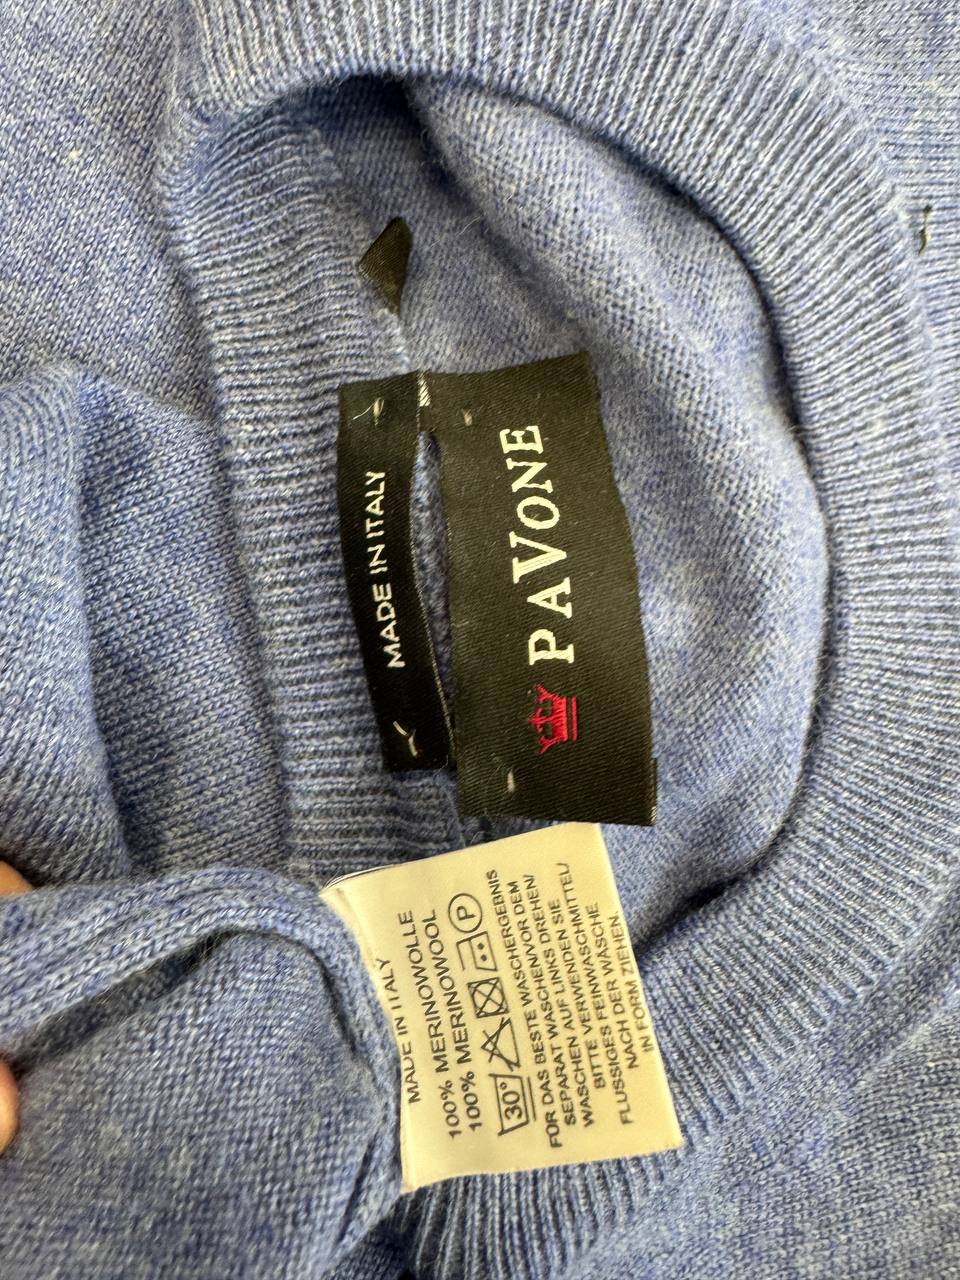 PAVONE
MADE IN ITALY
MADE IN ITALY
100% MERINOWOLLE
100% MERINOWOOL
30° P
FÜR DAS BESTE WASCHERGEBNIS
SEPARAT WASCHEN/VOR DEM
WASCHEN AUF LINKS DREHEN/
BITTE VERWENDEN SIE
FLÜSSIGES FEINWASCHMITTEL/
NACH DER WÄSCHE
IN FORM ZIEHEN.